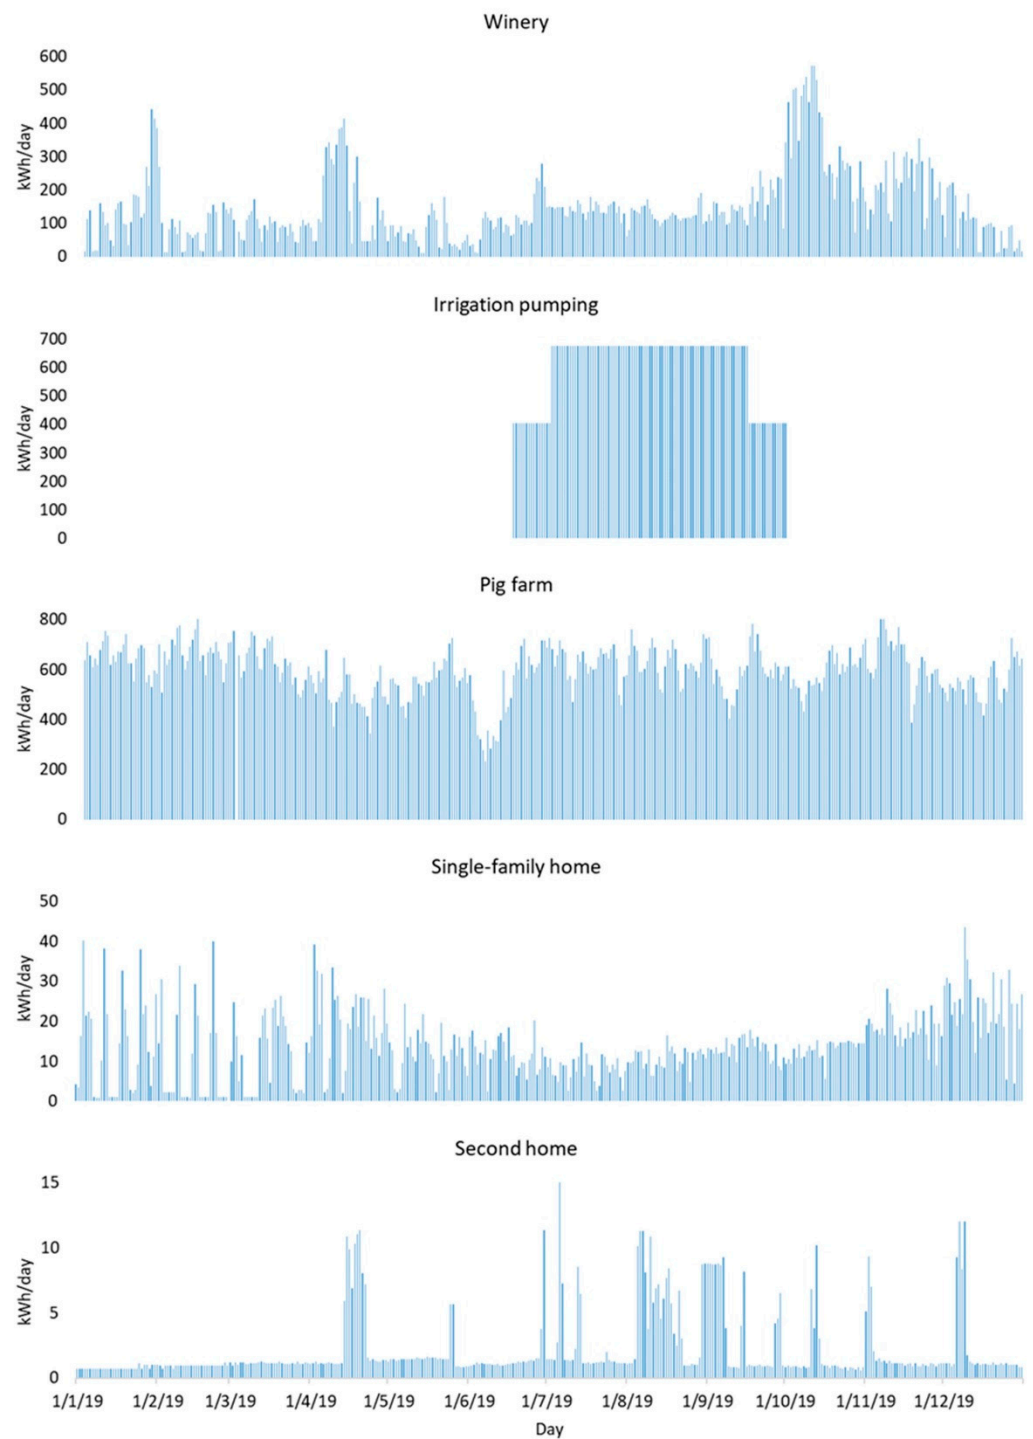 Winery
600
500
400
300
200
100
0
kWh/day
Irrigation pumping
700
600
500
400
300
200
100
0
kWh/day
Pig farm
800
600
400
200
0
kWh/day
Single-family home
50
40
30
20
10
0
kWh/day
Second home
15
10
5
0
kWh/day
1/1/19 1/2/19 1/3/19 1/4/19 1/5/19 1/6/19 1/7/19 1/8/19 1/9/19 1/10/19 1/11/19 1/12/19
Day